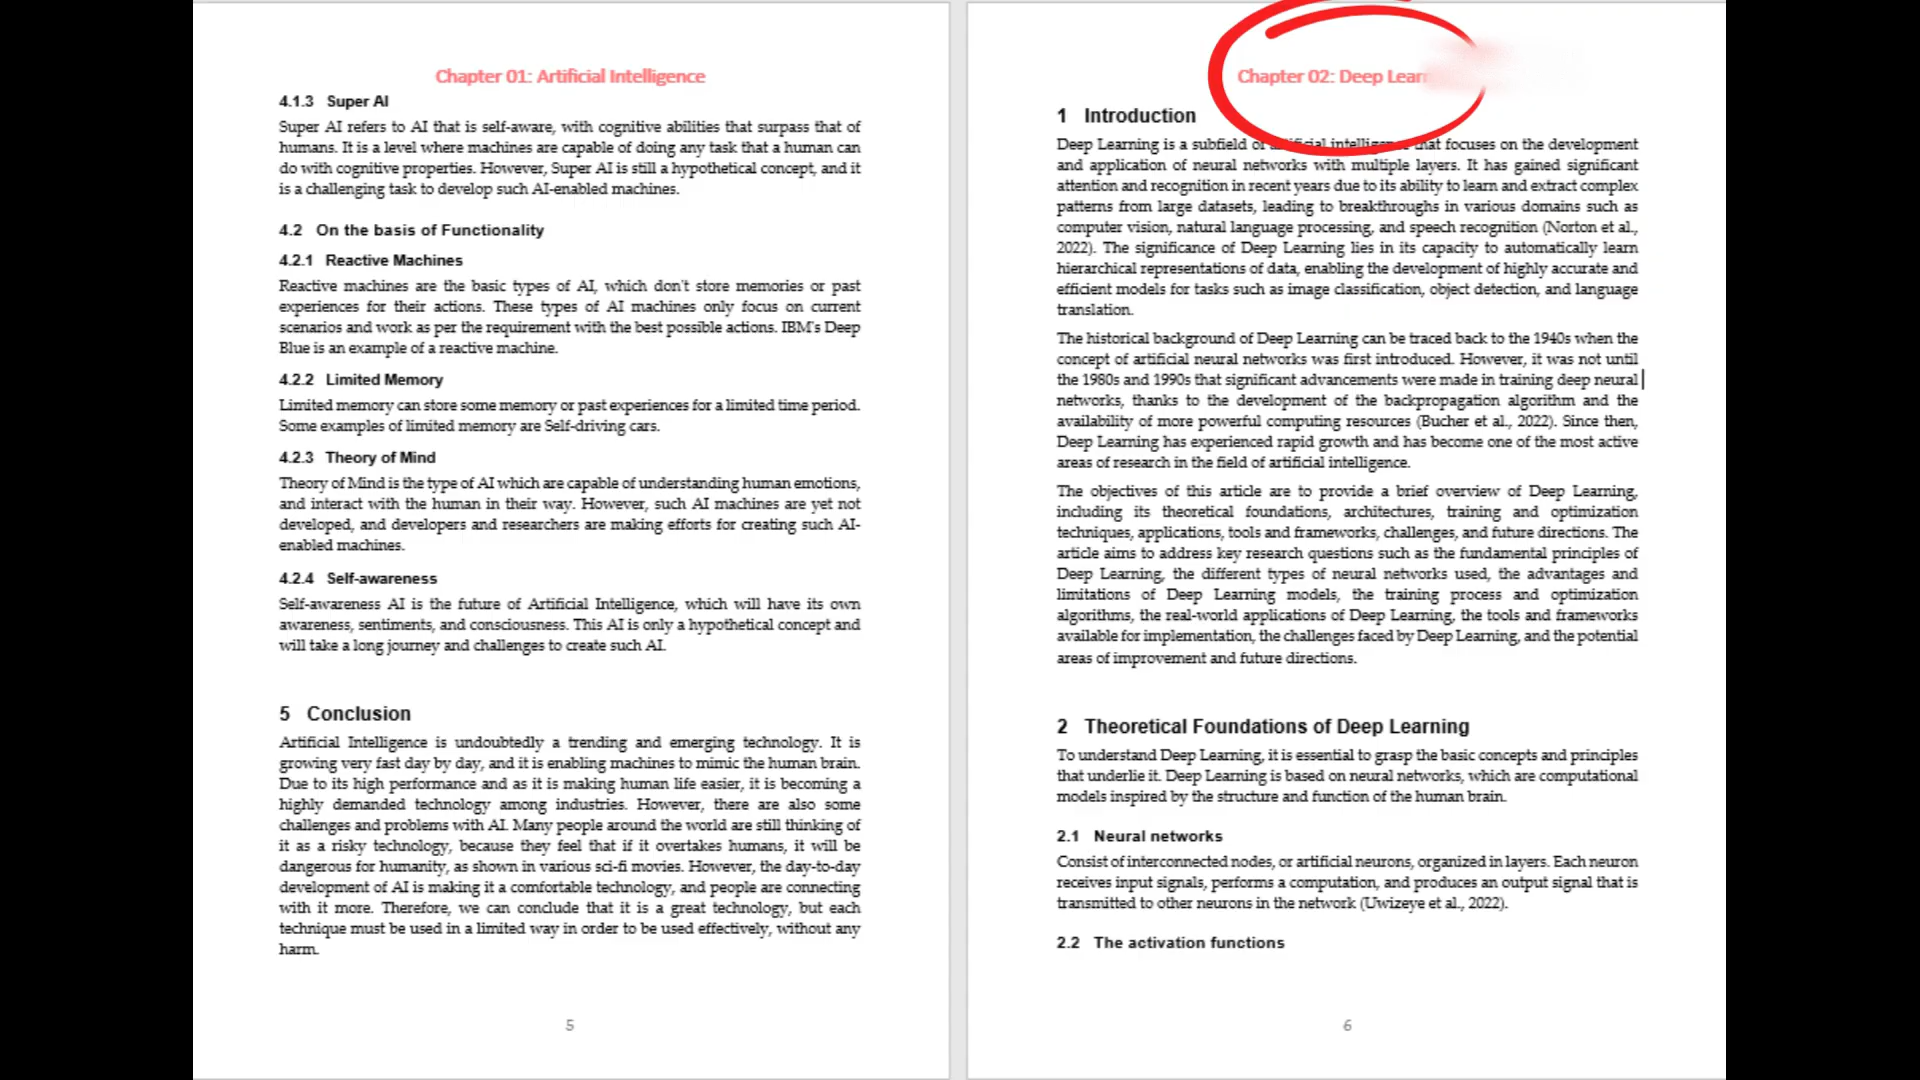 Chapter 01: Artificial Intelligence
4.1.3 Super AI
Super AI refers to AI that is self-aware, with cognitive abilities that surpass that of
humans. It is a level where machines are capable of doing any task that a human can
do with cognitive properties. However, Super AI is still a hypothetical concept, and it
is a challenging task to develop such AI-enabled machines.
4.2 On the basis of Functionality
4.2.1 Reactive Machines
Reactive machines are the basic types of AI, which don't store memories or past
experiences for their actions. These types of AI machines only focus on current
scenarios and work as per the requirement with the best possible actions. IBM's Deep
Blue is an example of a reactive machine.
4.2.2 Limited Memory
Limited memory can store some memory or past experiences for a limited time period.
Some examples of limited memory are Self-driving cars.
4.2.3 Theory of Mind
Theory of Mind is the type of AI which are capable of understanding human emotions,
and interact with the human in their way. However, such AI machines are yet not
developed, and developers and researchers are making efforts for creating such AI-
enabled machines.
4.2.4 Self-awareness
Self-awareness AI is the future of Artificial Intelligence, which will have its own
awareness, sentiments, and consciousness. This AI is only a hypothetical concept and
will take a long journey and challenges to create such AI.
5 Conclusion
Artificial Intelligence is undoubtedly a trending and emerging technology. It is
growing very fast day by day, and it is enabling machines to mimic the human brain.
Due to its high performance and as it is making human life easier, it is becoming a
highly demanded technology among industries. However, there are also some
challenges and problems with AI. Many people around the world are still thinking of
it as a risky technology, because they feel that if it overtakes humans, it will be
dangerous for humanity, as shown in various sci-fi movies. However, the day-to-day
development of AI is making it a comfortable technology, and people are connecting
with it more. Therefore, we can conclude that it is a great technology, but each
technique must be used in a limited way in order to be used effectively, without any
harm.
5
Chapter 02: Deep Lear
1 Introduction
Deep Learning is a subfield of artificial intelligence that focuses on the development
and application of neural networks with multiple layers. It has gained significant
attention and recognition in recent years due to its ability to learn and extract complex
patterns from large datasets, leading to breakthroughs in various domains such as
computer vision, natural language processing, and speech recognition (Norton et al.,
2022). The significance of Deep Learning lies in its capacity to automatically learn
hierarchical representations of data, enabling the development of highly accurate and
efficient models for tasks such as image classification, object detection, and language
translation.
The historical background of Deep Learning can be traced back to the 1940s when the
concept of artificial neural networks was first introduced. However, it was not until
the 1980s and 1990s that significant advancements were made in training deep neural
networks, thanks to the development of the backpropagation algorithm and the
availability of more powerful computing resources (Bucher et al., 2022). Since then,
Deep Learning has experienced rapid growth and has become one of the most active
areas of research in the field of artificial intelligence.
The objectives of this article are to provide a brief overview of Deep Learning,
including its theoretical foundations, architectures, training and optimization
techniques, applications, tools and frameworks, challenges, and future directions. The
article aims to address key research questions such as the fundamental principles of
Deep Learning, the different types of neural networks used, the advantages and
limitations of Deep Learning models, the training process and optimization
algorithms, the real-world applications of Deep Learning, the tools and frameworks
available for implementation, the challenges faced by Deep Learning, and the potential
areas of improvement and future directions.
2 Theoretical Foundations of Deep Learning
To understand Deep Learning, it is essential to grasp the basic concepts and principles
that underlie it. Deep Learning is based on neural networks, which are computational
models inspired by the structure and function of the human brain.
2.1 Neural networks
Consist of interconnected nodes, or artificial neurons, organized in layers. Each neuron
receives input signals, performs a computation, and produces an output signal that is
transmitted to other neurons in the network (Uwizeye et al., 2022).
2.2 The activation functions
6